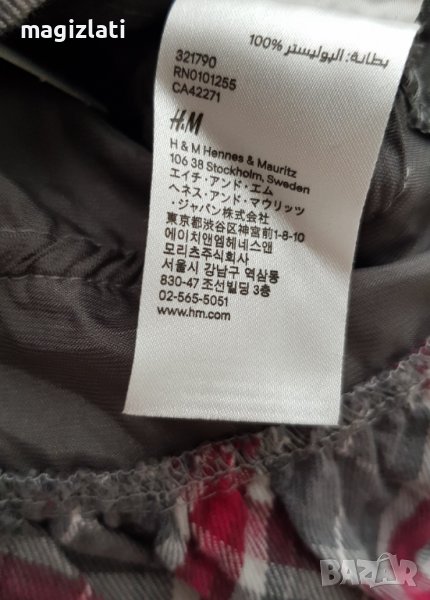 magizlati
بطانة: البوليستر 100%
321790
RN0101255
CA42271
H&M
H & M Hennes & Mauritz
106 38 Stockholm, Sweden
エイチ・アンド・エム
ヘネス・アンド・マウリッツ
・ジャパン株式会社
東京都渋谷区神宮前1-8-10
에이치앤엠헤네스앤
모리츠주식회사
서울시 강남구 역삼동
830-47 조선빌딩 3층
02-565-5051
www.hm.com
BAZAR